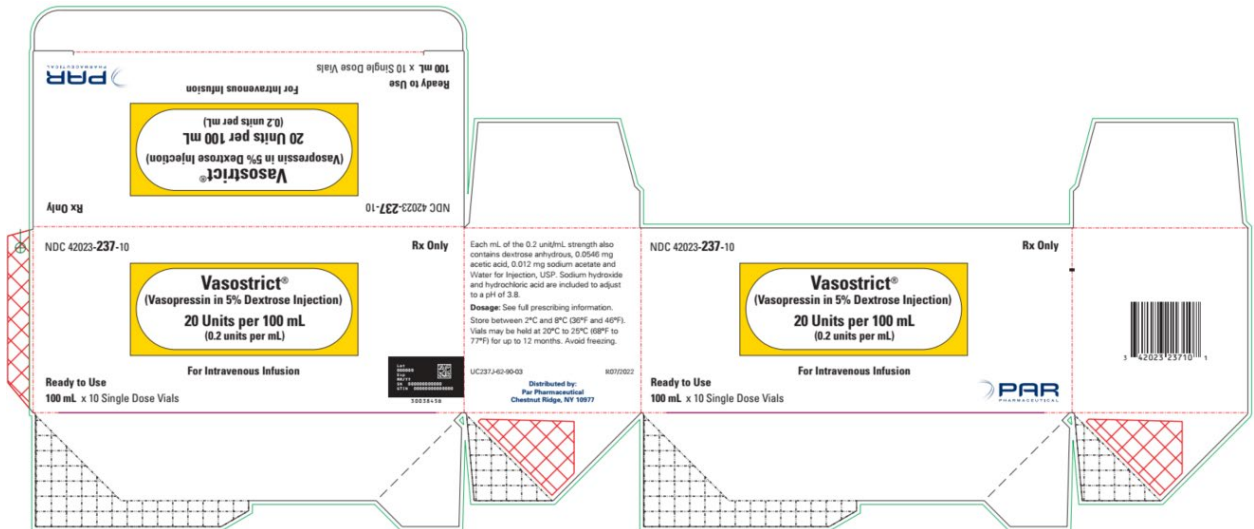 100 mL x 10 Single Dose Vials
Ready to Use
PAR
PHARMACEUTICAL
For Intravenous Infusion
(0.2 units per mL)
20 Units per 100 mL
(Vasopressin in 5% Dextrose Injection)
Vasostrict®
Rx Only
NDC 42023-237-10
NDC 42023-237-10
Rx Only
Vasostrict®
(Vasopressin in 5% Dextrose Injection)
20 Units per 100 mL
(0.2 units per mL)
For Intravenous Infusion
Ready to Use
100 mL x 10 Single Dose Vials
Lot
Exp
SN
GTIN
30038456
Each mL of the 0.2 unit/mL strength also
contains dextrose anhydrous, 0.0546 mg
acetic acid, 0.012 mg sodium acetate and
Water for Injection, USP. Sodium hydroxide
and hydrochloric acid are included to adjust
to a pH of 3.8.
Dosage: See full prescribing information.
Store between 2°C and 8°C (36°F and 46°F).
Vials may be held at 20°C to 25°C (68°F to
77°F) for up to 12 months. Avoid freezing.
UC237J-62-90-03
R07/2022
Distributed by:
Par Pharmaceutical
Chestnut Ridge, NY 10977
NDC 42023-237-10
Rx Only
Vasostrict®
(Vasopressin in 5% Dextrose Injection)
20 Units per 100 mL
(0.2 units per mL)
For Intravenous Infusion
Ready to Use
100 mL x 10 Single Dose Vials
PAR
PHARMACEUTICAL
3 42023 23710 1